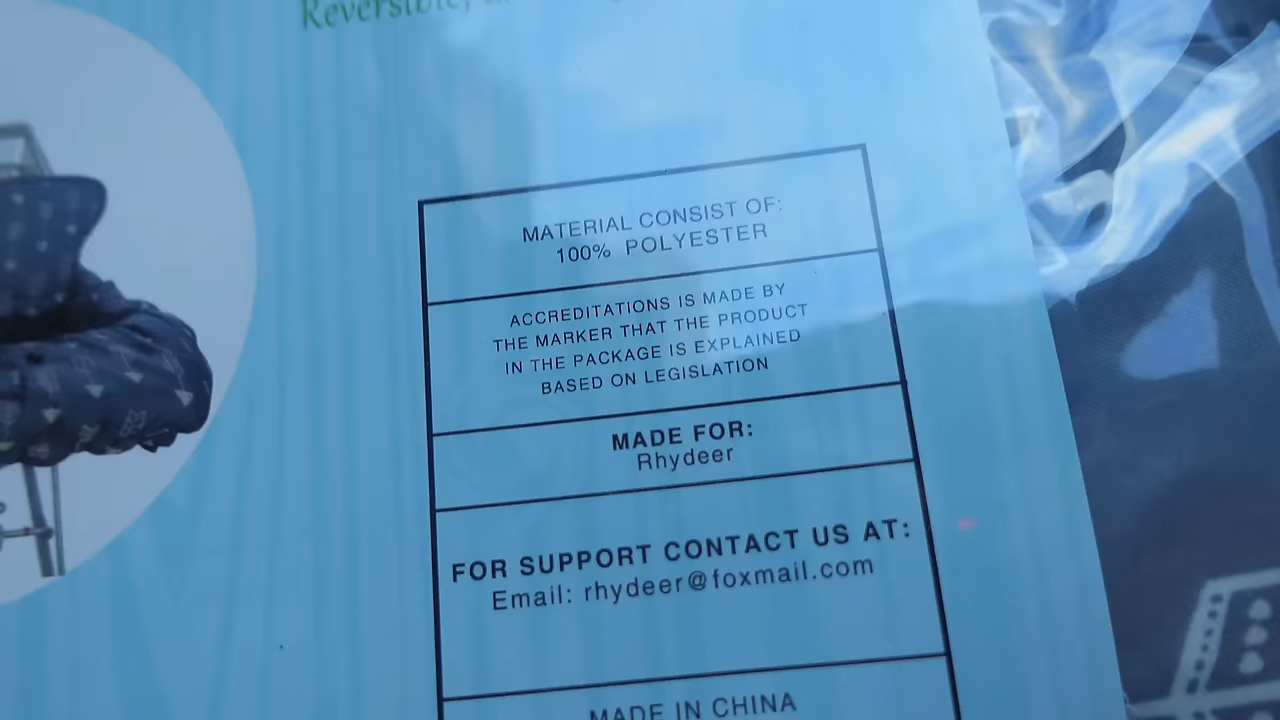 Reversible,
MATERIAL CONSIST OF:
100% POLYESTER
ACCREDITATIONS IS MADE BY
THE MARKER THAT THE PRODUCT
IN THE PACKAGE IS EXPLAINED
BASED ON LEGISLATION
MADE FOR:
Rhydeer
FOR SUPPORT CONTACT US AT:
Email: rhydeer@foxmail.com
MADE IN CHINA